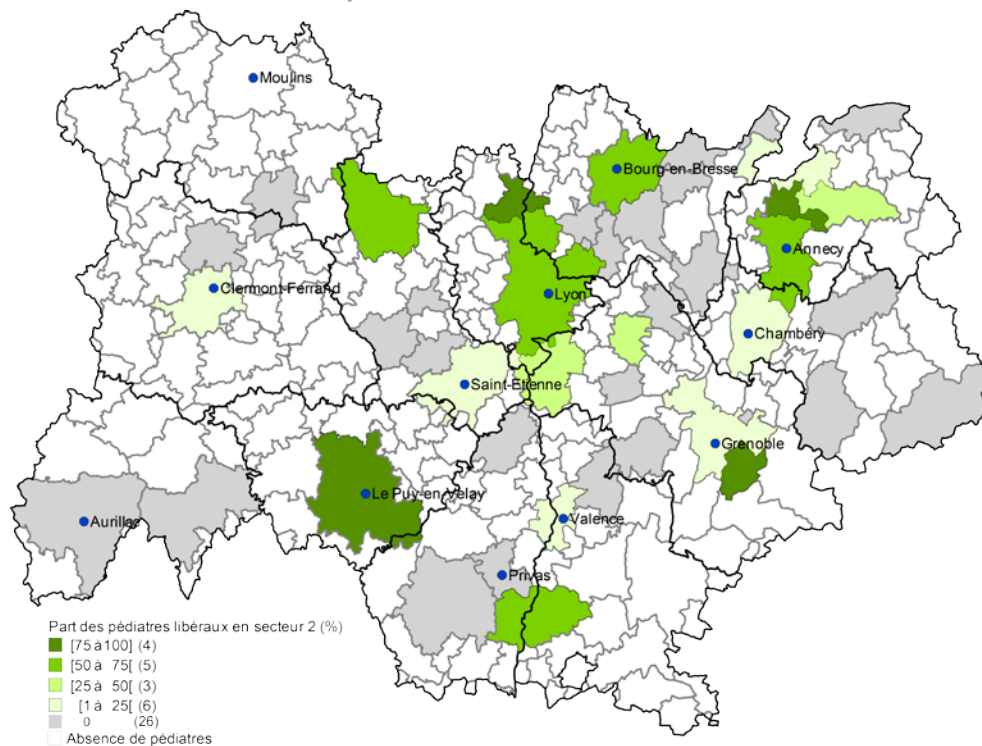 Moulins
Bourg-en-Bresse
Annecy
Clermont-Ferrand
Lyon
Chambéry
Saint-Etienne
Grenoble
Le Puy-en-Velay
Aurillac
Valence
Privas
Part des pédiatres libéraux en secteur 2 (%)
[75 à 100] (4)
[50 à 75[ (5)
[25 à 50[ (3)
[1 à 25[ (6)
0 (26)
Absence de pédiatres